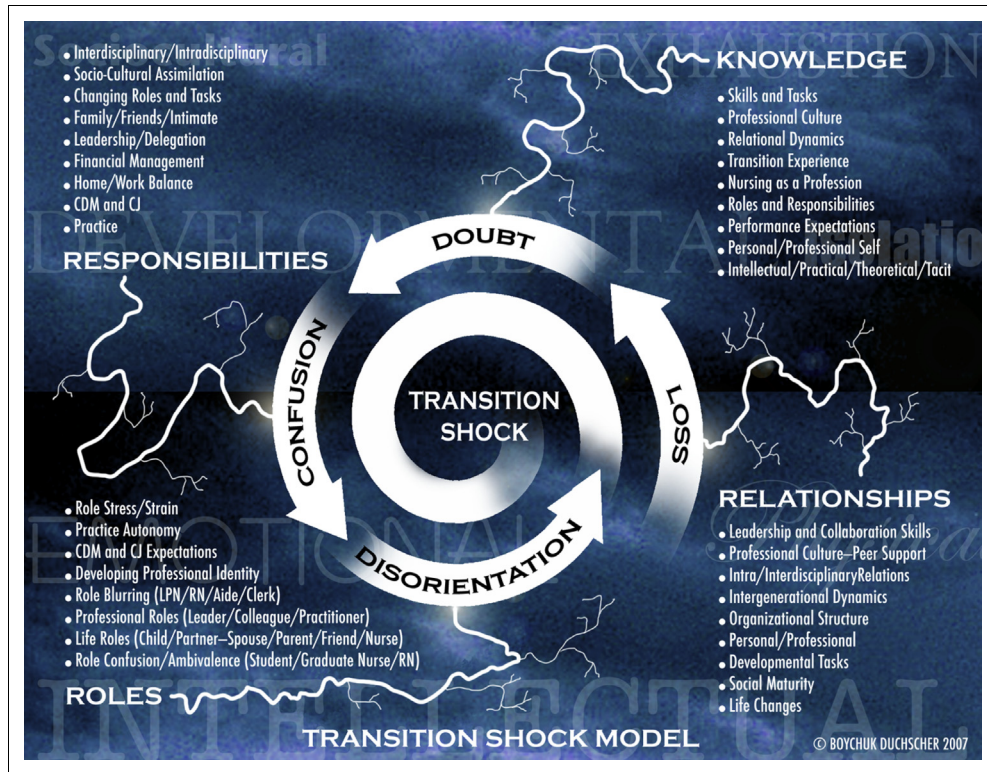 Socio-cultural
EXHAUSTION
• Interdisciplinary/Intradisciplinary
• Socio-Cultural Assimilation
• Changing Roles and Tasks
• Family/Friends/Intimate
• Leadership/Delegation
• Financial Management
• Home/Work Balance
• CDM and CJ
• Practice
RESPONSIBILITIES
KNOWLEDGE
• Skills and Tasks
• Professional Culture
• Relational Dynamics
• Transition Experience
• Nursing as a Profession
• Roles and Responsibilities
• Performance Expectations
• Personal/Professional Self
• Intellectual/Practical/Theoretical/Tacit
DEVELOPMENTAL
DOUBT
CONFUSION
TRANSITION
SHOCK
LOSS
DISORIENTATION
EMOTIONAL
• Role Stress/Strain
• Practice Autonomy
• CDM and CJ Expectations
• Developing Professional Identity
• Role Blurring (LPN/RN/Aide/Clerk)
• Professional Roles (Leader/Colleague/Practitioner)
• Life Roles (Child/Partner–Spouse/Parent/Friend/Nurse)
• Role Confusion/Ambivalence (Student/Graduate Nurse/RN)
ROLES
RELATIONSHIPS
• Leadership and Collaboration Skills
• Professional Culture–Peer Support
• Intra/InterdisciplinaryRelations
• Intergenerational Dynamics
• Organizational Structure
• Personal/Professional
• Developmental Tasks
• Social Maturity
• Life Changes
INTELLECTUAL
TRANSITION SHOCK MODEL
© BOYCHUK DUCHSCHER 2007